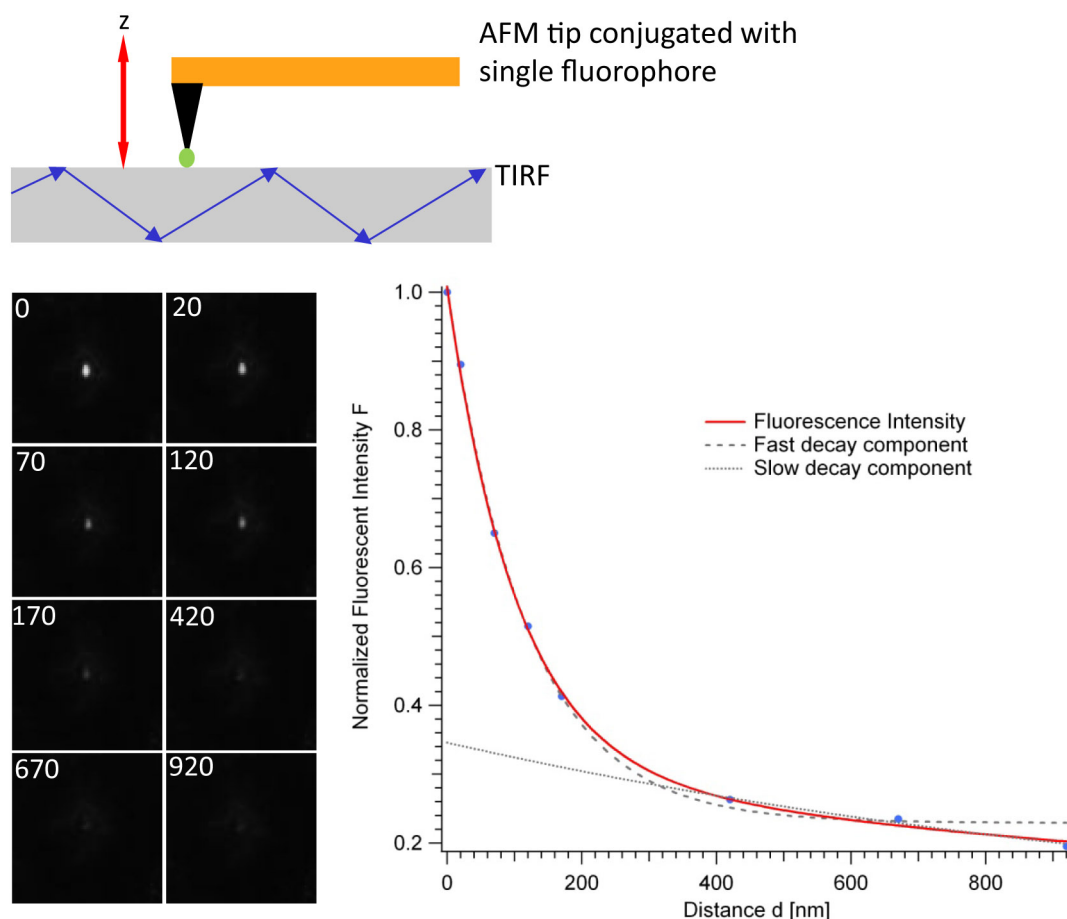 z
AFM tip conjugated with
single fluorophore
TIRF
0
20
70
120
170
420
670
920
1.0
0.8
0.6
0.4
0.2
Normalized Fluorescent Intensity F
Fluorescence Intensity
Fast decay component
Slow decay component
0
200
400
600
800
Distance d [nm]